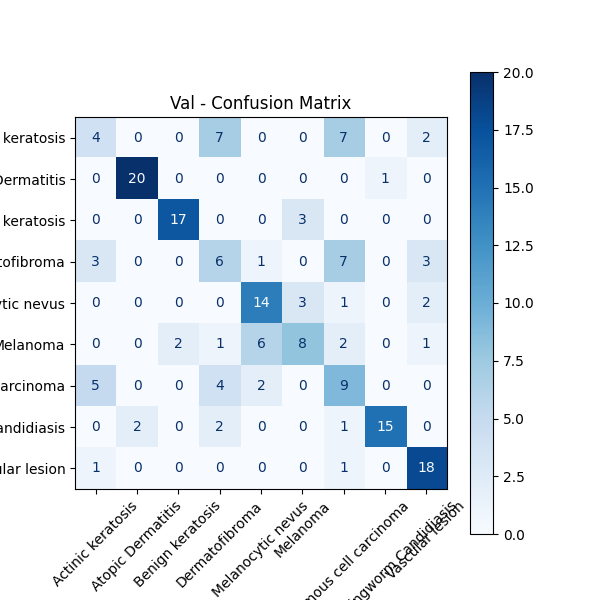 Val - Confusion Matrix
keratosis 4 0 0 7 0 0 7 0 2
Dermatitis 0 20 0 0 0 0 0 1 0
keratosis 0 0 17 0 0 3 0 0 0
tofibroma 3 0 0 6 1 0 7 0 3
tic nevus 0 0 0 0 14 3 1 0 2
Melanoma 0 0 2 1 6 8 2 0 1
arcinoma 5 0 0 4 2 0 9 0 0
andidiasis 0 2 0 2 0 0 1 15 0
ular lesion 1 0 0 0 0 0 1 0 18
Actinic keratosis
Atopic Dermatitis
Benign keratosis
Dermatofibroma
Melanocytic nevus
Melanoma
mous cell carcinoma
ngworm Candidiasis
Vascular lesion
20.0
17.5
15.0
12.5
10.0
7.5
5.0
2.5
0.0